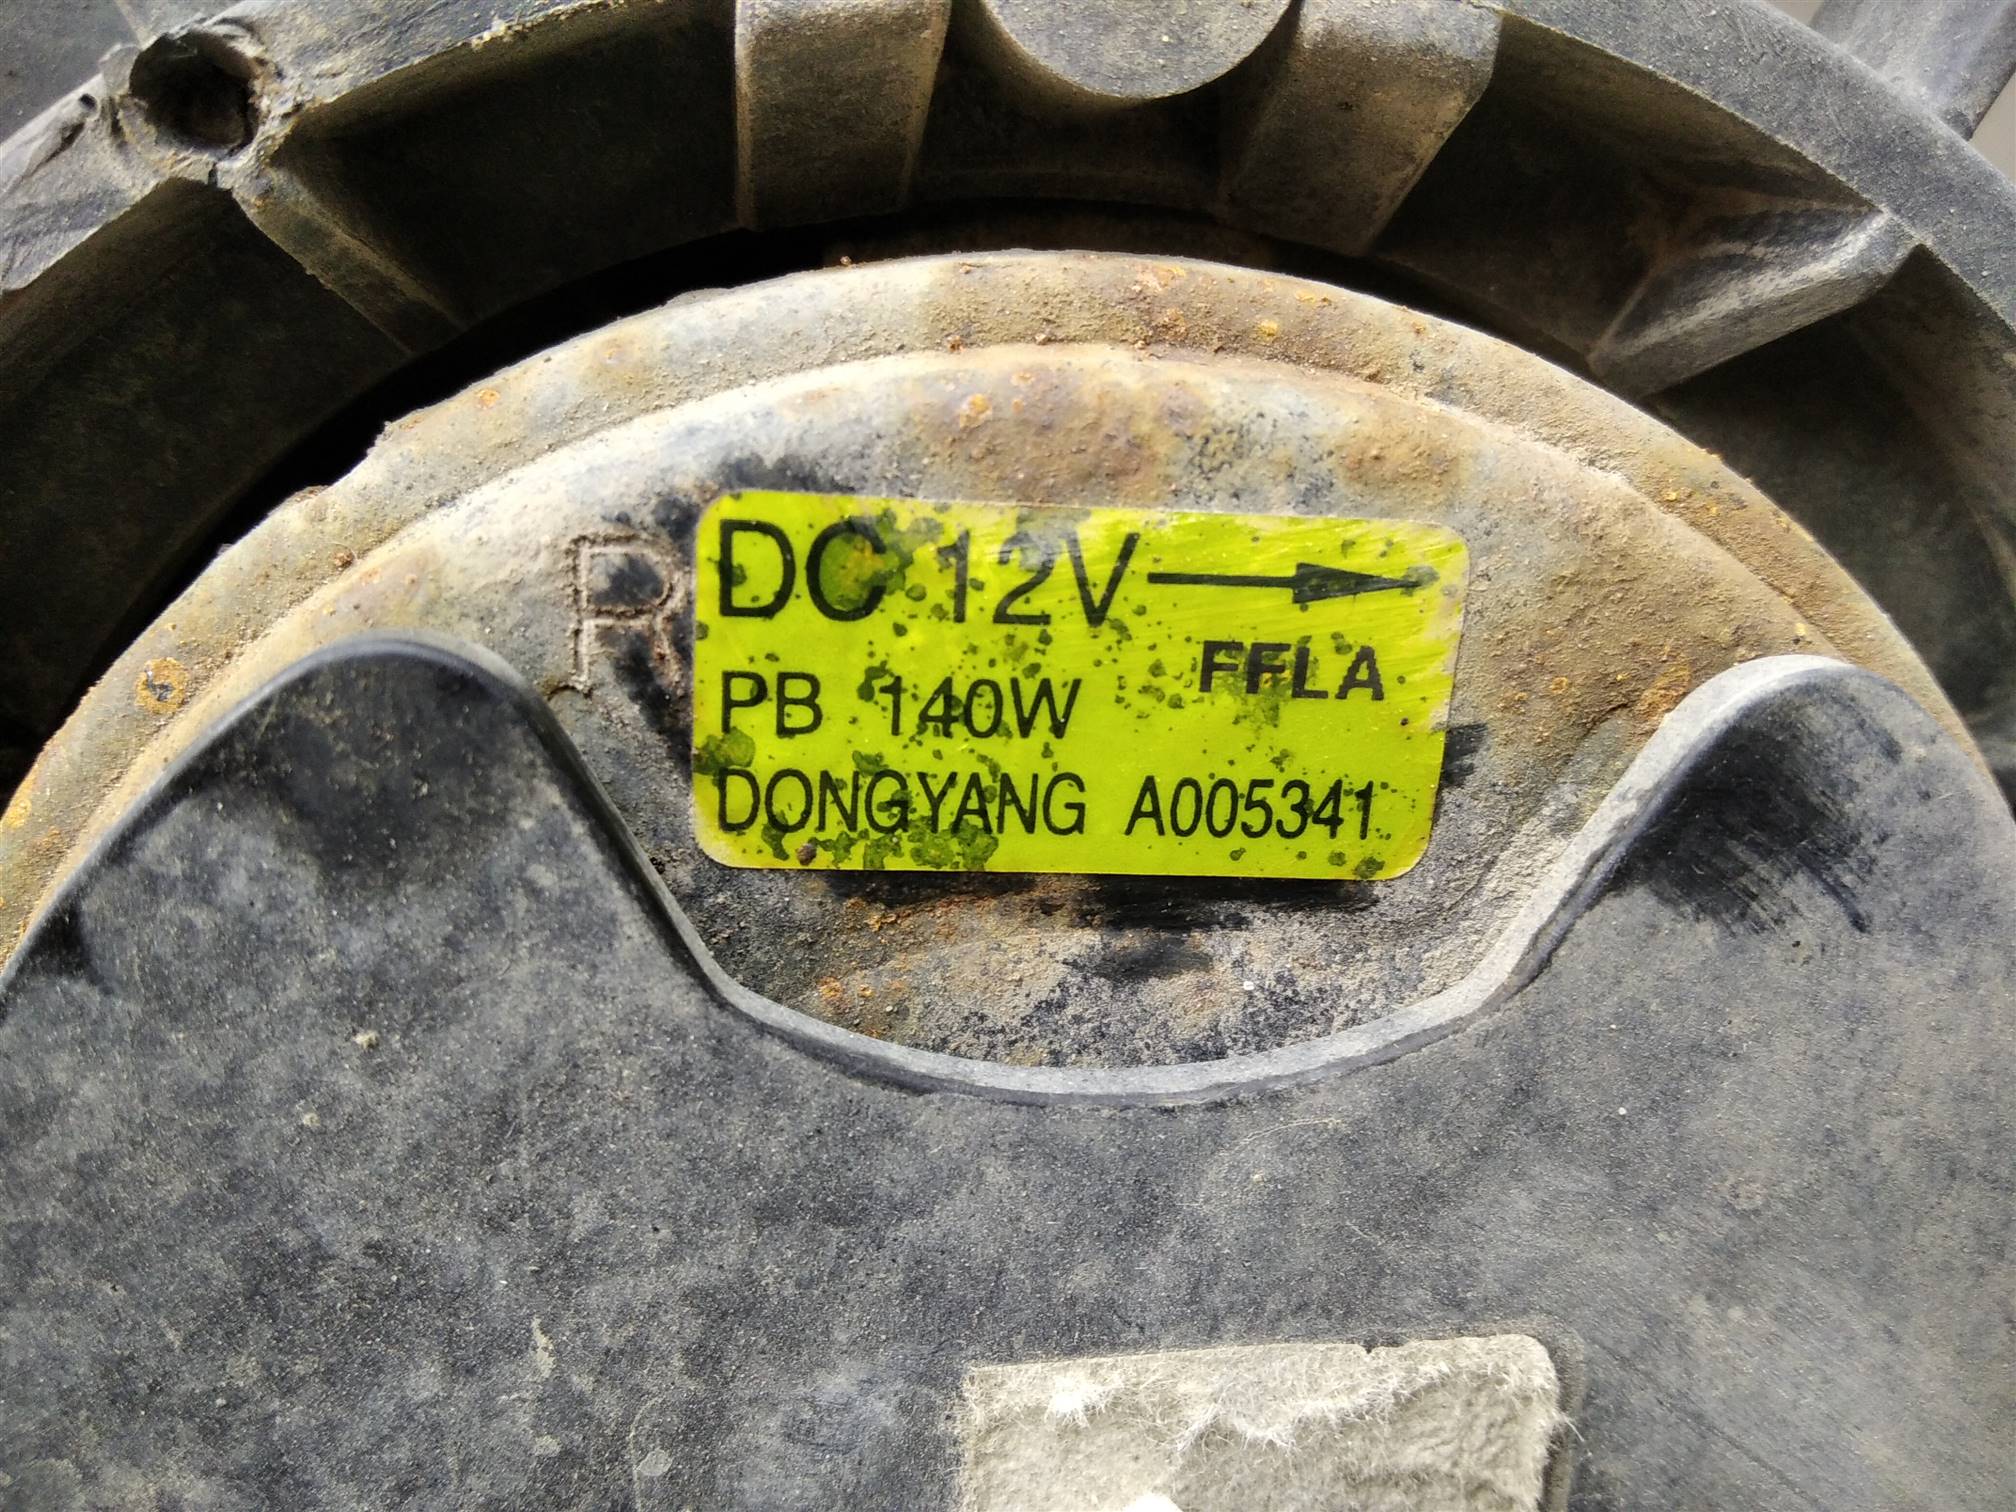 R
DC 12V
FFLA
PB 140W
DONGYANG A005341